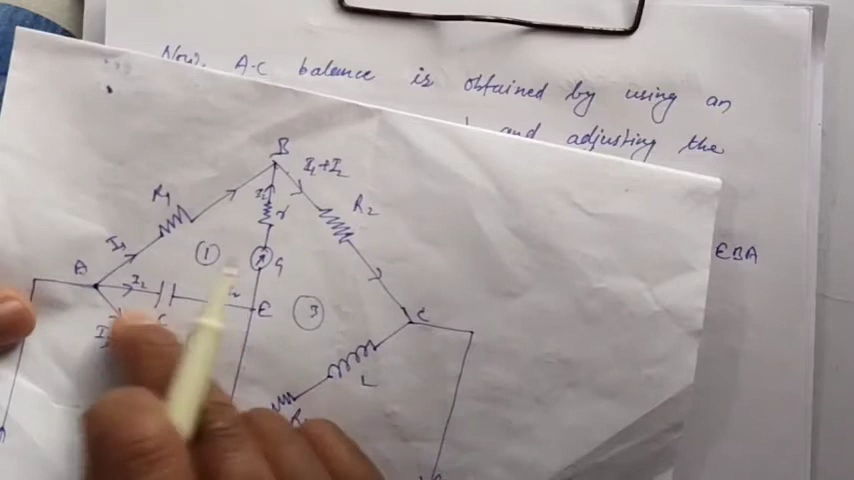 Now, A-C balance is obtained by using an
and adjusting the
EBA
B
I1+I2
R1
I2
r
R2
I1
1
G
A
I2
E
3
C
C
L
R